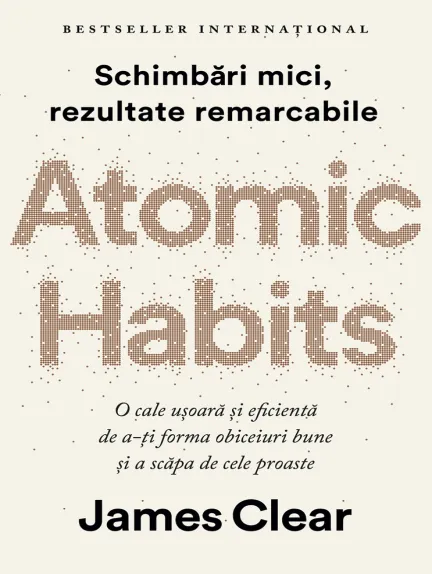 BESTSELLER INTERNAȚIONAL
Schimbări mici,
rezultate remarcabile
Atomic
Habits
O cale ușoară și eficientă
de a-ți forma obiceiuri bune
și a scăpa de cele proaste
James Clear